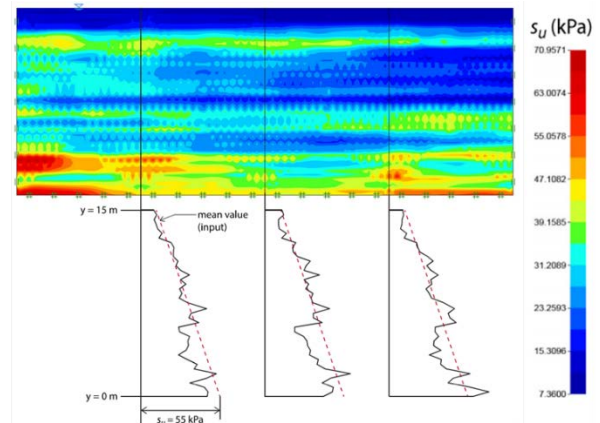 s_u (kPa)
70.9571
63.0074
55.0578
47.1082
39.1585
31.2089
23.2593
15.3096
7.3600
y = 15 m
mean value
(input)
y = 0 m
s_u = 55 kPa